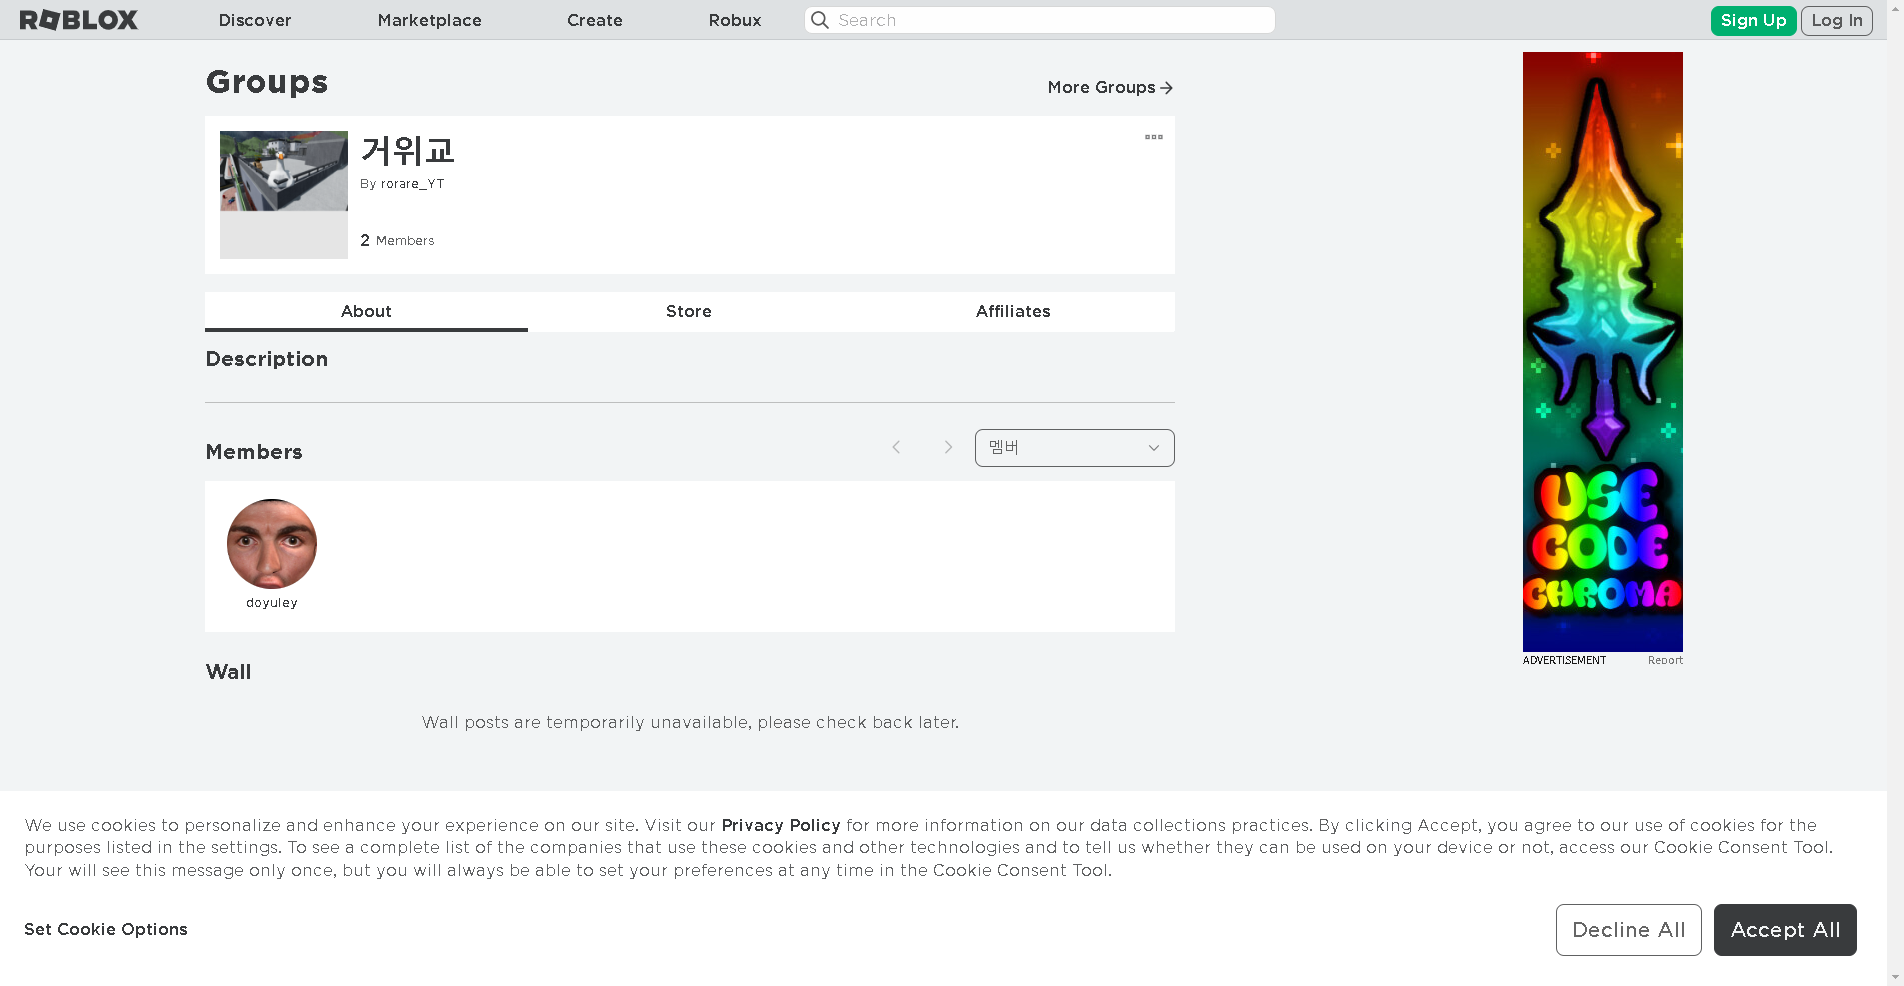 ROBLOX
Discover
Marketplace
Create
Robux
Search
Sign Up
Log In
Groups
More Groups
거위교
By rorare_YT
2 Members
About
Store
Affiliates
Description
Members
멤버
doyuley
Wall
Wall posts are temporarily unavailable, please check back later.
USE
CODE
CHROMA
ADVERTISEMENT
Report
We use cookies to personalize and enhance your experience on our site. Visit our Privacy Policy for more information on our data collections practices. By clicking Accept, you agree to our use of cookies for the
purposes listed in the settings. To see a complete list of the companies that use these cookies and other technologies and to tell us whether they can be used on your device or not, access our Cookie Consent Tool.
Your will see this message only once, but you will always be able to set your preferences at any time in the Cookie Consent Tool.
Set Cookie Options
Decline All
Accept All